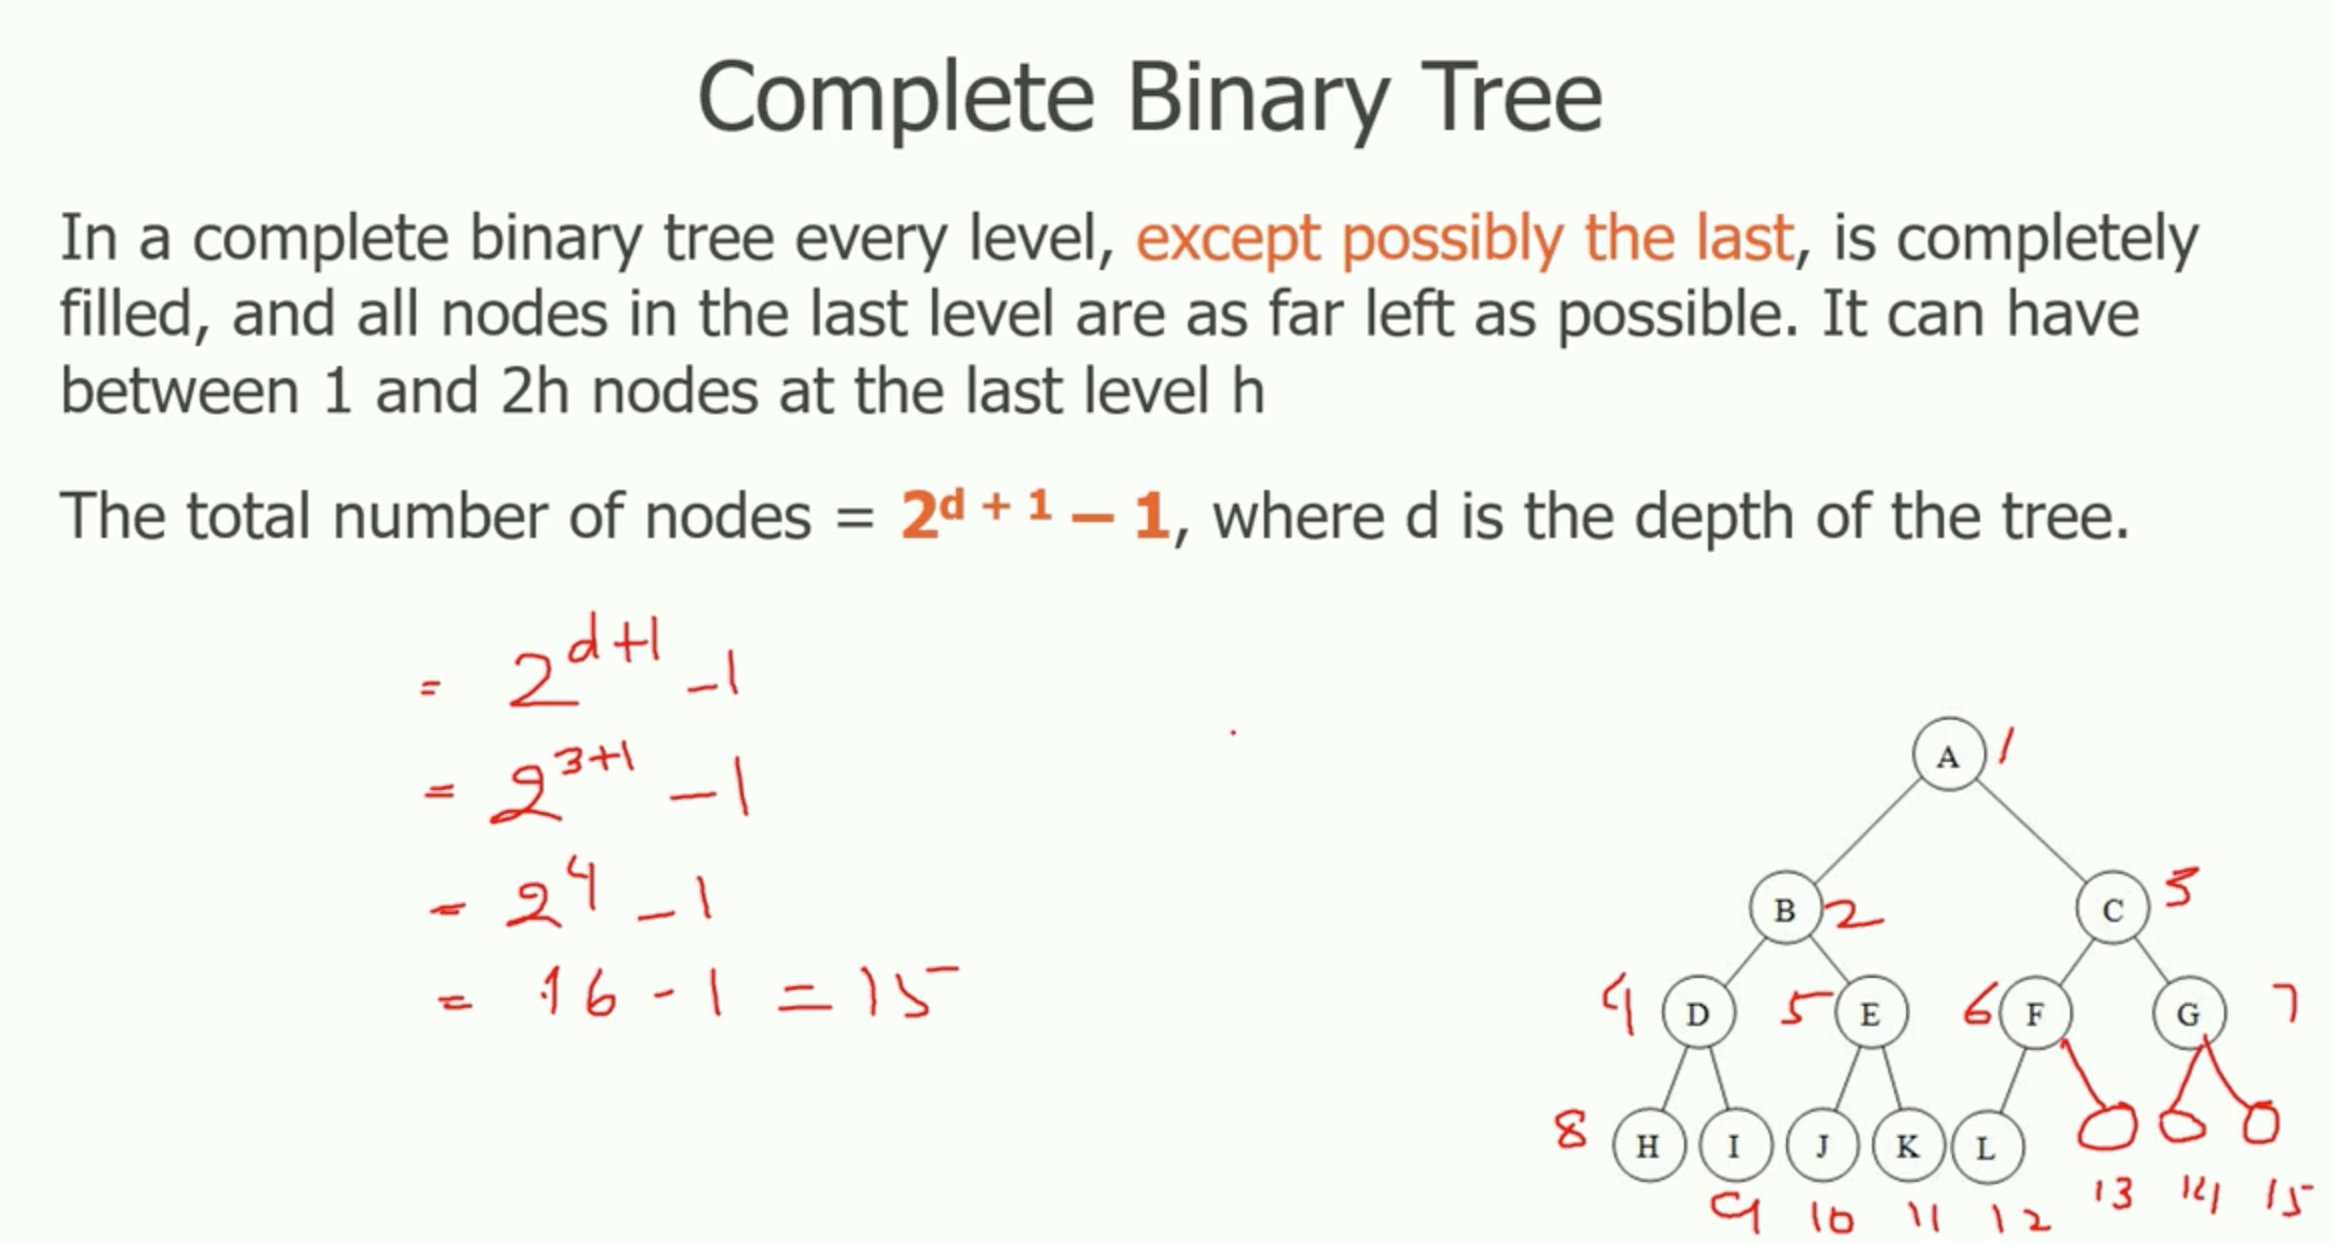 Complete Binary Tree
In a complete binary tree every level, except possibly the last, is completely
filled, and all nodes in the last level are as far left as possible. It can have
between 1 and 2h nodes at the last level h
The total number of nodes = 2^{d + 1} – 1, where d is the depth of the tree.
= 2^{d+1} - 1
= 2^{3+1} - 1
= 2^4 - 1
= 16 - 1 = 15
A 1
B 2 C 3
4 D 5 E 6 F G 7
8 H I J K L
9 10 11 12 13 14 15